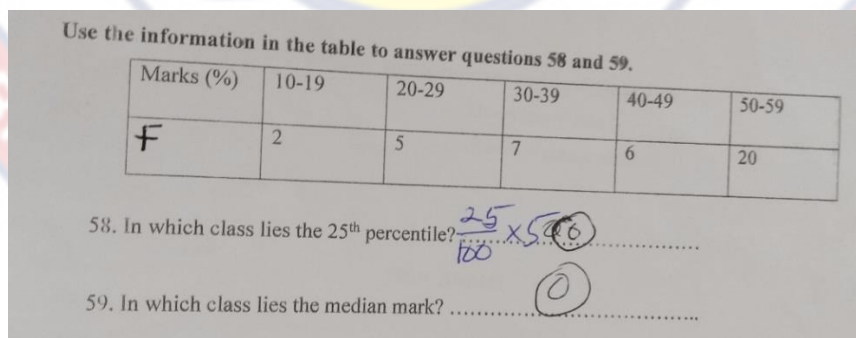 Use the information in the table to answer questions 58 and 59.
Marks (%) 10-19 20-29 30-39 40-49 50-59
F 2 5 7 6 20
58. In which class lies the 25th percentile? 25/100 ×5
59. In which class lies the median mark? 0